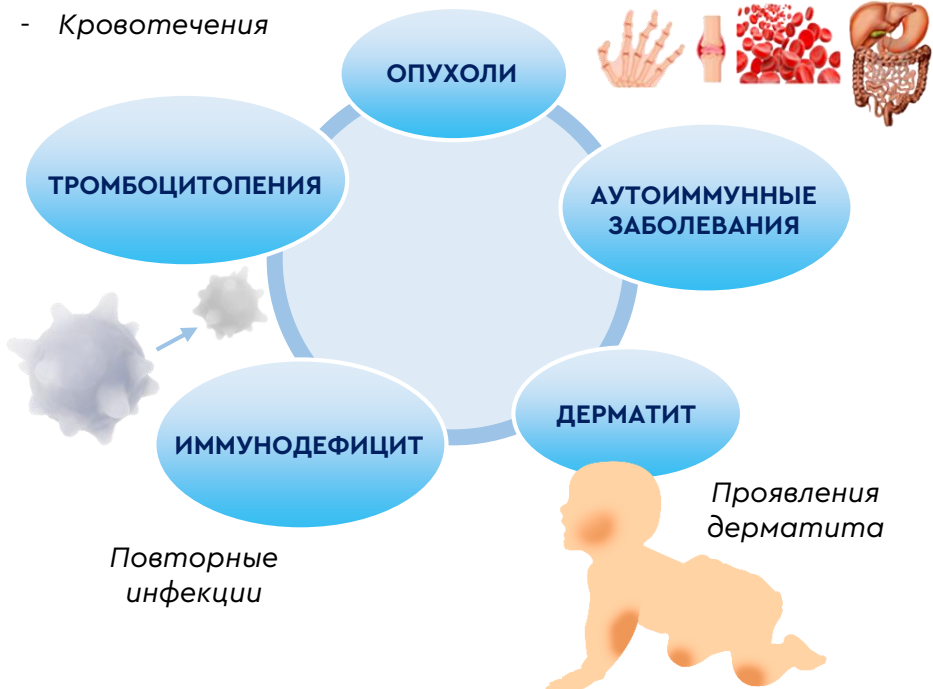 - Кровотечения
ОПУХОЛИ
ТРОМБОЦИТОПЕНИЯ
АУТОИММУННЫЕ
ЗАБОЛЕВАНИЯ
ДЕРМАТИТ
ИММУНОДЕФИЦИТ
Проявления
дерматита
Повторные
инфекции